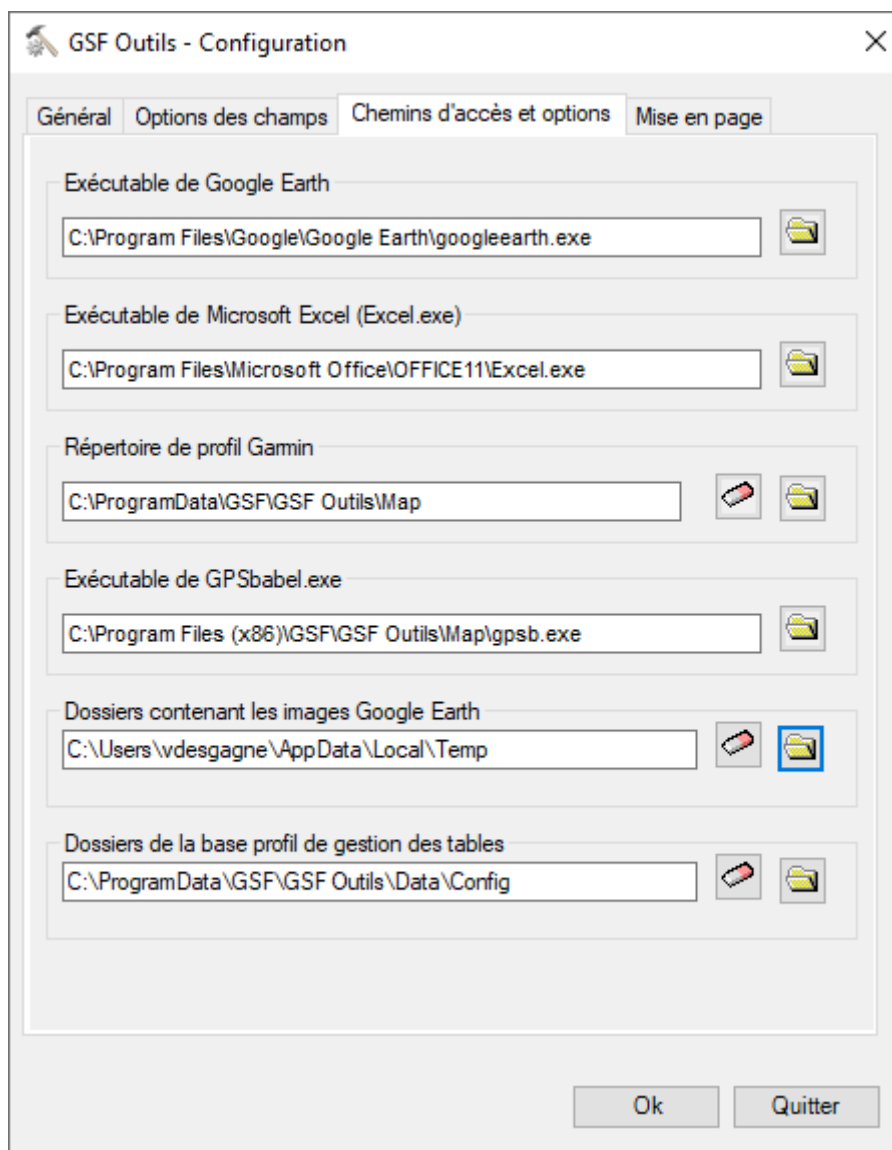 GSF Outils - Configuration
Général Options des champs Chemins d'accès et options Mise en page
Exécutable de Google Earth
C:\Program Files\Google\Google Earth\googleearth.exe
Exécutable de Microsoft Excel (Excel.exe)
C:\Program Files\Microsoft Office\OFFICE11\Excel.exe
Répertoire de profil Garmin
C:\ProgramData\GSF\GSF Outils\Map
Exécutable de GPSbabel.exe
C:\Program Files (x86)\GSF\GSF Outils\Map\gpsb.exe
Dossiers contenant les images Google Earth
C:\Users\vdesgagne\AppData\Local\Temp
Dossiers de la base profil de gestion des tables
C:\ProgramData\GSF\GSF Outils\Data\Config
Ok Quitter